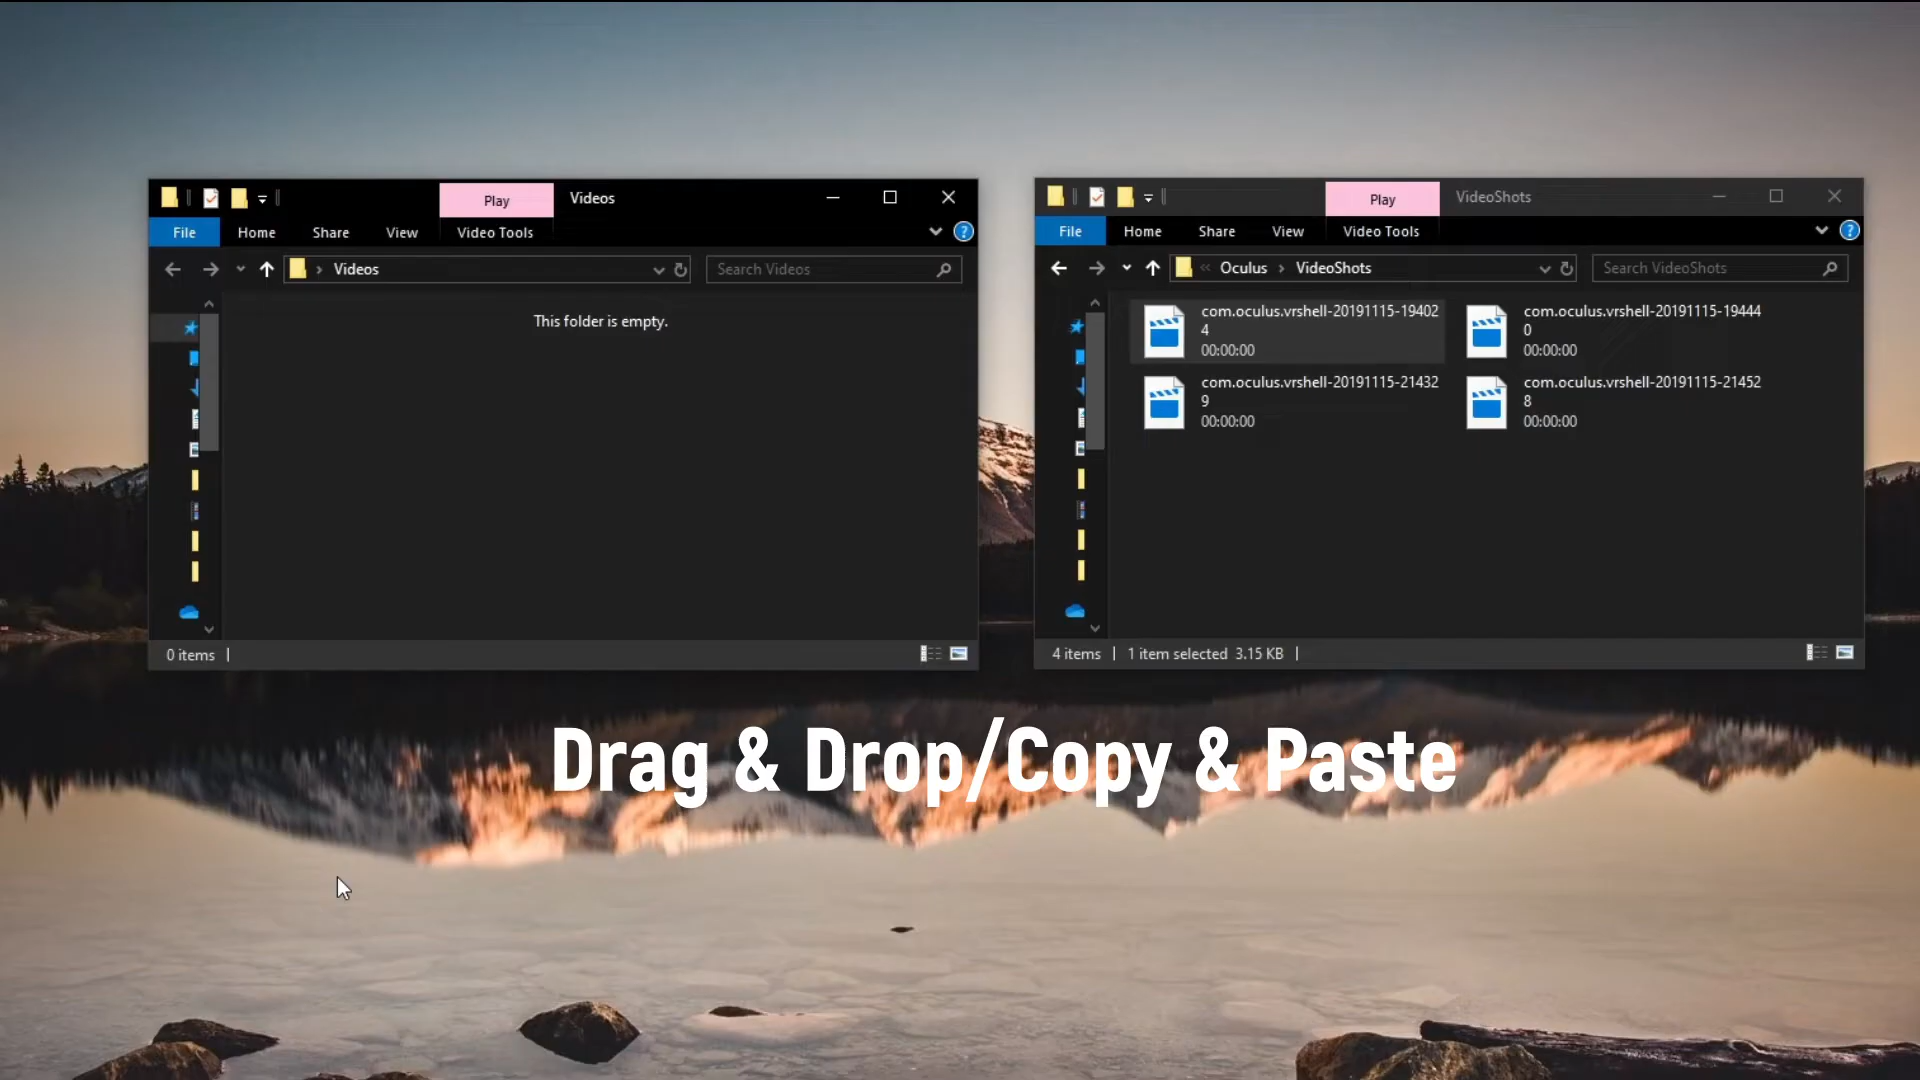 Play
Videos
File
Home
Share
View
Video Tools
?
Videos
Search Videos
This folder is empty.
0 items
Play
VideoShots
File
Home
Share
View
Video Tools
?
Oculus
VideoShots
Search VideoShots
com.oculus.vrshell-20191115-19402
4
00:00:00
com.oculus.vrshell-20191115-19444
0
00:00:00
com.oculus.vrshell-20191115-21432
9
00:00:00
com.oculus.vrshell-20191115-21452
8
00:00:00
4 items
1 item selected 3.15 KB
Drag & Drop/Copy & Paste